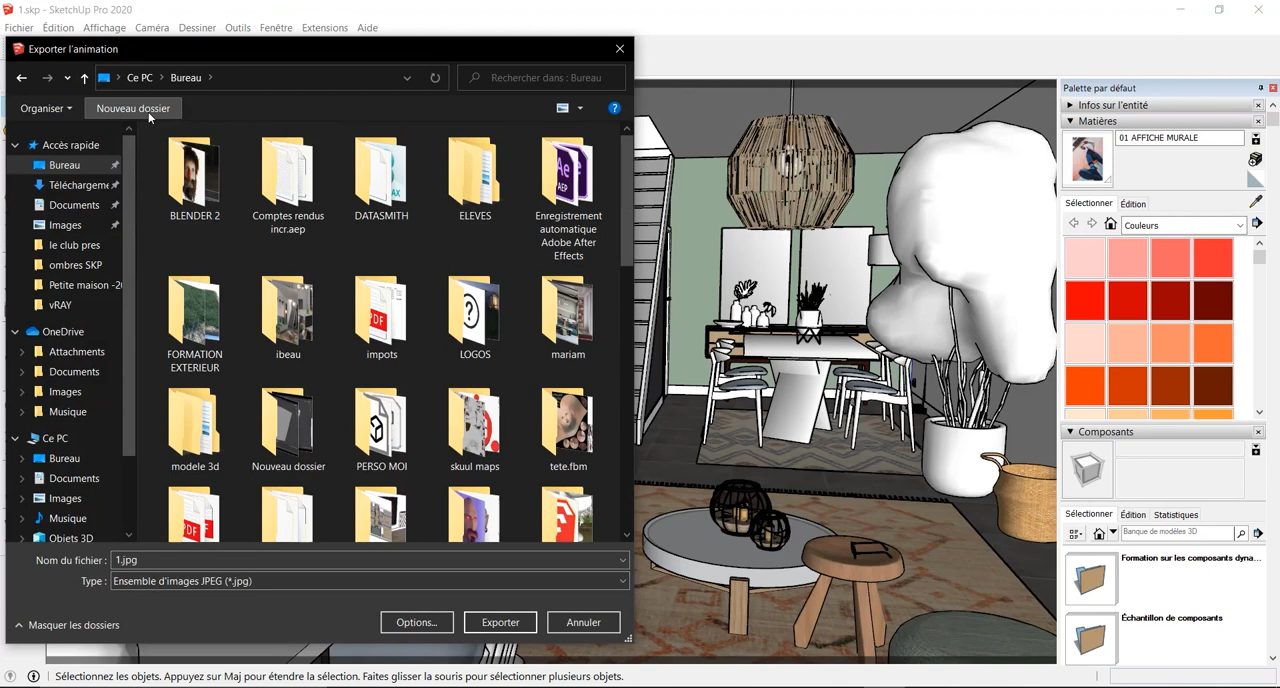 1.skp - SketchUp Pro 2020
Fichier Édition Affichage Caméra Dessiner Outils Fenêtre Extensions Aide
Exporter l'animation
Ce PC > Bureau >
Rechercher dans : Bureau
Organiser
Nouveau dossier
Accès rapide
Bureau
Téléchargeme
Documents
Images
le club pres
ombres SKP
Petite maison -2
vRAY
OneDrive
Attachments
Documents
Images
Musique
Ce PC
Bureau
Documents
Images
Musique
Objets 3D
BLENDER 2
Comptes rendus
incr.aep
DATASMITH
ELEVES
Enregistrement
automatique
Adobe After
Effects
FORMATION
EXTERIEUR
ibeau
impots
LOGOS
mariam
modele 3d
Nouveau dossier
PERSO MOI
skuul maps
tete.fbm
Ae
AEP
AX
PDF
PDF
Nom du fichier : 1.jpg
Type : Ensemble d'images JPEG (*.jpg)
Masquer les dossiers
Options...
Exporter
Annuler
Palette par défaut
Infos sur l'entité
Matières
01 AFFICHE MURALE
Sélectionner
Édition
Couleurs
Composants
Sélectionner
Édition
Statistiques
Banque de modèles 3D
Formation sur les composants dyna...
Échantillon de composants
Sélectionnez les objets. Appuyez sur Maj pour étendre la sélection. Faites glisser la souris pour sélectionner plusieurs objets.